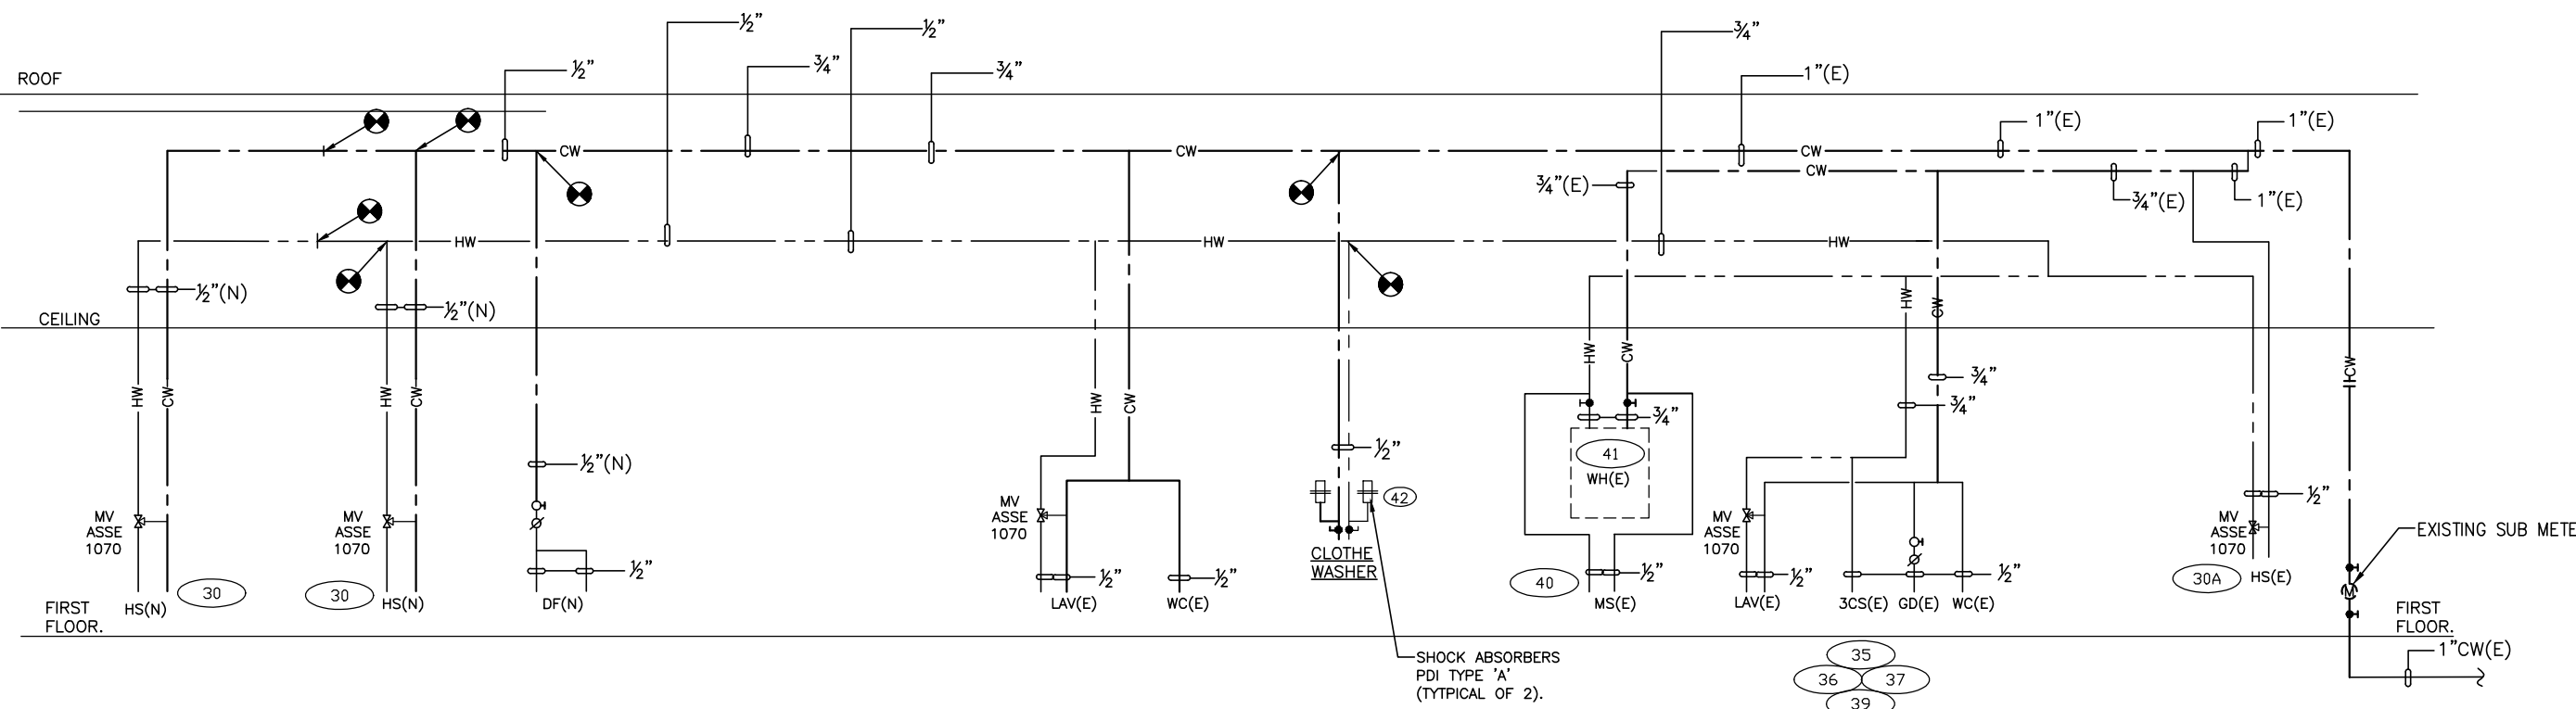 ½"
½"
¾"
½"
¾"
½"
¾"
1"(E)
ROOF
1"(E)
1"(E)
CW
CW
CW
CW
¾"(E)
¾"(E)
1"(E)
HW
HW
HW
½"(N)
½"(N)
HW
CW
CEILING
HW
CW
CW
HW
CW
HW
CW
HW
CW
¾"
¾"
¾"
½"(N)
½"
41
WH(E)
42
½"
MV
ASSE
1070
MV
ASSE
1070
MV
ASSE
1070
MV
ASSE
1070
MV
ASSE
1070
EXISTING SUB METE
CLOTHE
WASHER
½"
½"
½"
40
½"
½"
½"
30A
HS(E)
M
30
30
FIRST
FLOOR.
HS(N)
HS(N)
DF(N)
LAV(E)
WC(E)
MS(E)
LAV(E)
3CS(E)
GD(E)
WC(E)
FIRST
FLOOR.
SHOCK ABSORBERS
PDI TYPE 'A'
(TYTPICAL OF 2).
35
36
37
39
1"CW(E)